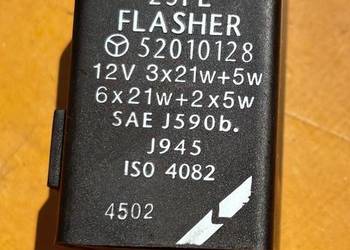 FLASHER
52010128
12V 3x21w+5w
6x21w+2x5w
SAE J590b.
J945
ISO 4082
4502